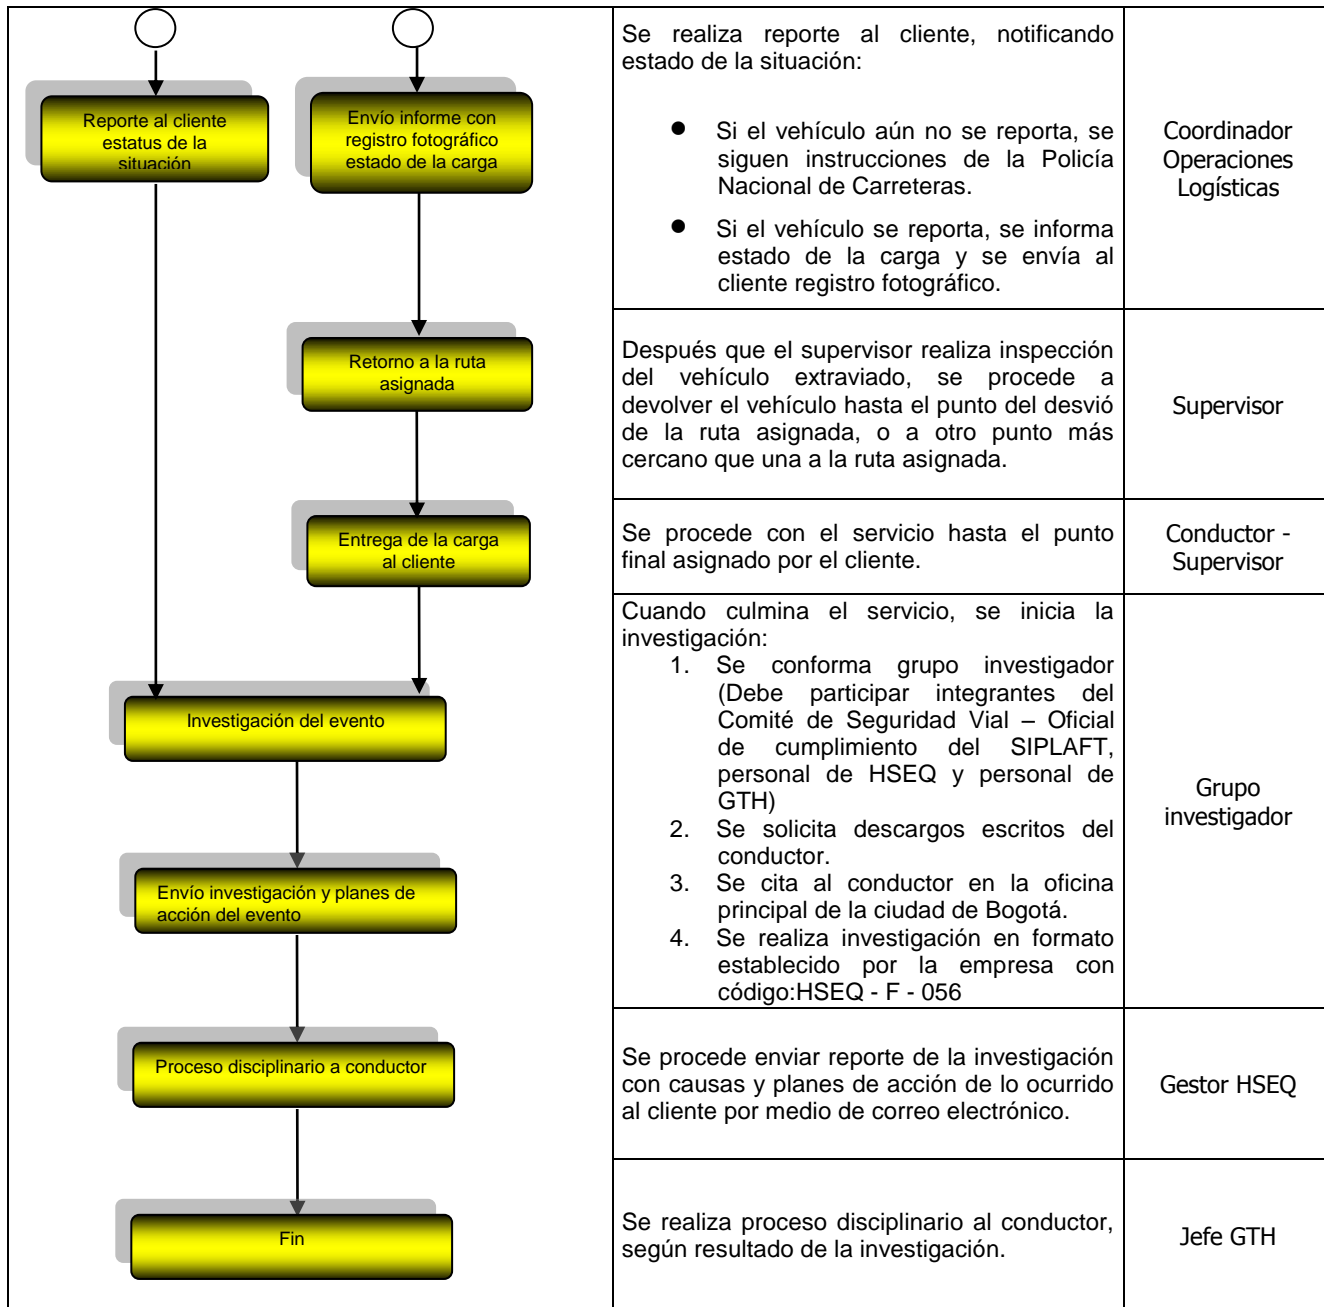 Reporte al cliente
estatus de la
situación
Envío informe con
registro fotográfico
estado de la carga
Retorno a la ruta
asignada
Entrega de la carga
al cliente
Investigación del evento
Envío investigación y planes de
acción del evento
Proceso disciplinario a conductor
Fin
Se realiza reporte al cliente, notificando
estado de la situación:
● Si el vehículo aún no se reporta, se
siguen instrucciones de la Policía
Nacional de Carreteras.
● Si el vehículo se reporta, se informa
estado de la carga y se envía al
cliente registro fotográfico.
Coordinador
Operaciones
Logísticas
Después que el supervisor realiza inspección
del vehículo extraviado, se procede a
devolver el vehículo hasta el punto del desvió
de la ruta asignada, o a otro punto más
cercano que una a la ruta asignada.
Supervisor
Se procede con el servicio hasta el punto
final asignado por el cliente.
Conductor -
Supervisor
Cuando culmina el servicio, se inicia la
investigación:
1. Se conforma grupo investigador
(Debe participar integrantes del
Comité de Seguridad Vial – Oficial
de cumplimiento del SIPLAFT,
personal de HSEQ y personal de
GTH)
2. Se solicita descargos escritos del
conductor.
3. Se cita al conductor en la oficina
principal de la ciudad de Bogotá.
4. Se realiza investigación en formato
establecido por la empresa con
código:HSEQ - F - 056
Grupo
investigador
Se procede enviar reporte de la investigación
con causas y planes de acción de lo ocurrido
al cliente por medio de correo electrónico.
Gestor HSEQ
Se realiza proceso disciplinario al conductor,
según resultado de la investigación.
Jefe GTH